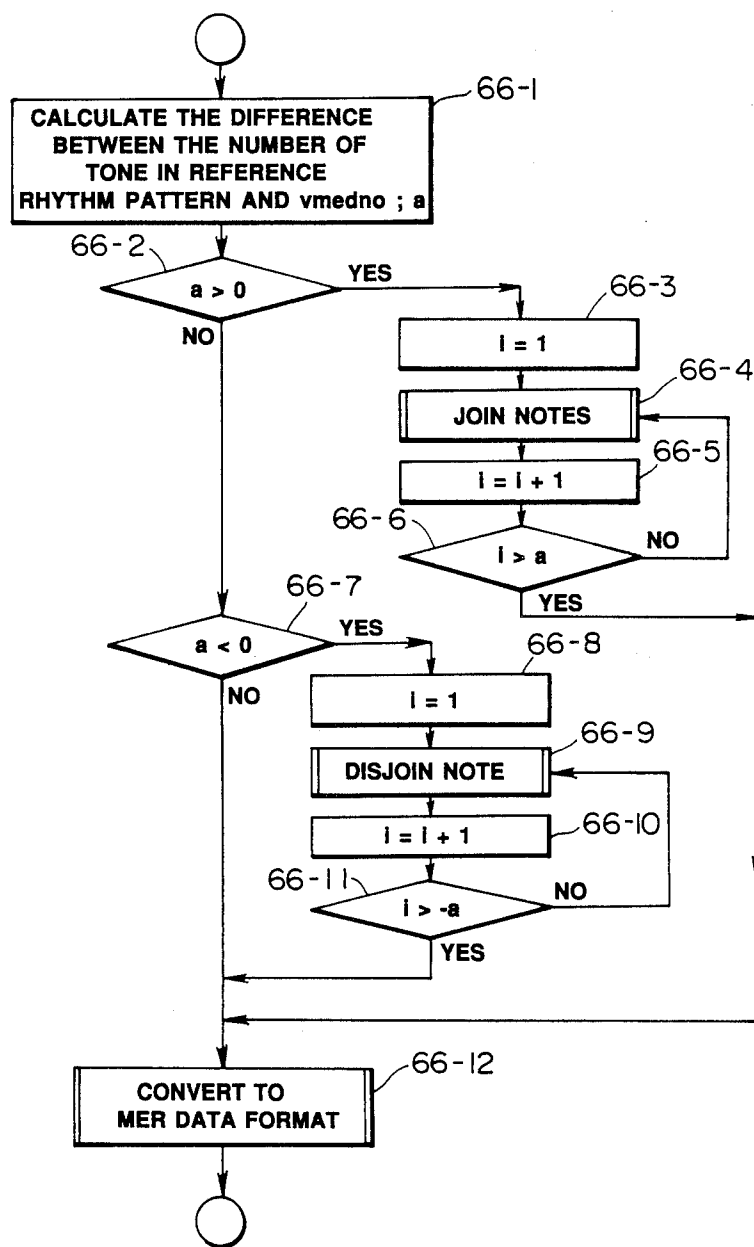 66-1
CALCULATE THE DIFFERENCE
BETWEEN THE NUMBER OF
TONE IN REFERENCE
RHYTHM PATTERN AND vmedno ; a
66-2
a > 0
YES
NO
66-3
i = 1
66-4
JOIN NOTES
66-5
i = i + 1
66-6
i > a
NO
YES
66-7
a < 0
YES
NO
66-8
i = 1
66-9
DISJOIN NOTE
66-10
i = i + 1
66-11
i > -a
NO
YES
66-12
CONVERT TO
MER DATA FORMAT